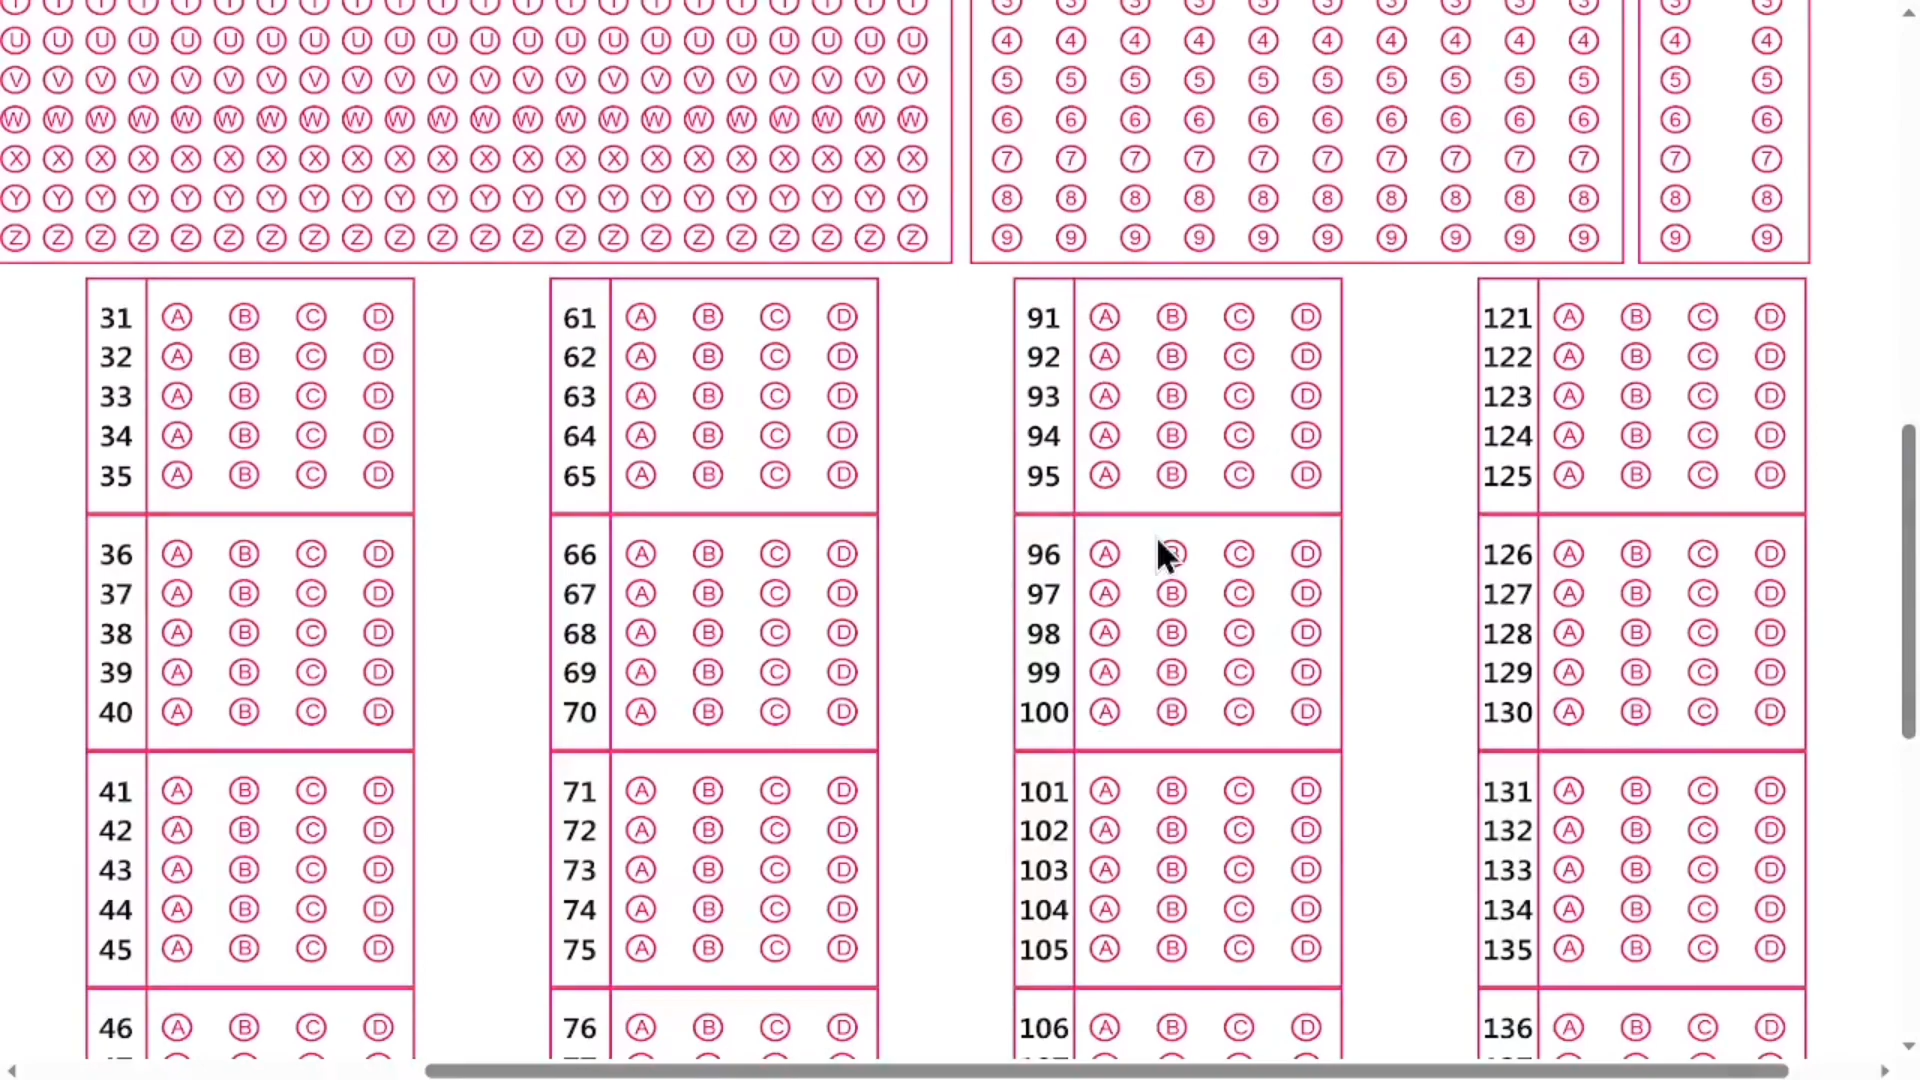 U U U U U U U U U U U U U U U U U U U U U U 4 4 4 4 4 4 4 4 4 4 4 4
V V V V V V V V V V V V V V V V V V V V V V 5 5 5 5 5 5 5 5 5 5 5 5
W W W W W W W W W W W W W W W W W W W W W W 6 6 6 6 6 6 6 6 6 6 6 6
X X X X X X X X X X X X X X X X X X X X X X 7 7 7 7 7 7 7 7 7 7 7 7
Y Y Y Y Y Y Y Y Y Y Y Y Y Y Y Y Y Y Y Y Y Y 8 8 8 8 8 8 8 8 8 8 8 8
Z Z Z Z Z Z Z Z Z Z Z Z Z Z Z Z Z Z Z Z Z Z 9 9 9 9 9 9 9 9 9 9 9 9
31 A B C D 61 A B C D 91 A B C D 121 A B C D
32 A B C D 62 A B C D 92 A B C D 122 A B C D
33 A B C D 63 A B C D 93 A B C D 123 A B C D
34 A B C D 64 A B C D 94 A B C D 124 A B C D
35 A B C D 65 A B C D 95 A B C D 125 A B C D
36 A B C D 66 A B C D 96 A B C D 126 A B C D
37 A B C D 67 A B C D 97 A B C D 127 A B C D
38 A B C D 68 A B C D 98 A B C D 128 A B C D
39 A B C D 69 A B C D 99 A B C D 129 A B C D
40 A B C D 70 A B C D 100 A B C D 130 A B C D
41 A B C D 71 A B C D 101 A B C D 131 A B C D
42 A B C D 72 A B C D 102 A B C D 132 A B C D
43 A B C D 73 A B C D 103 A B C D 133 A B C D
44 A B C D 74 A B C D 104 A B C D 134 A B C D
45 A B C D 75 A B C D 105 A B C D 135 A B C D
46 A B C D 76 A B C D 106 A B C D 136 A B C D